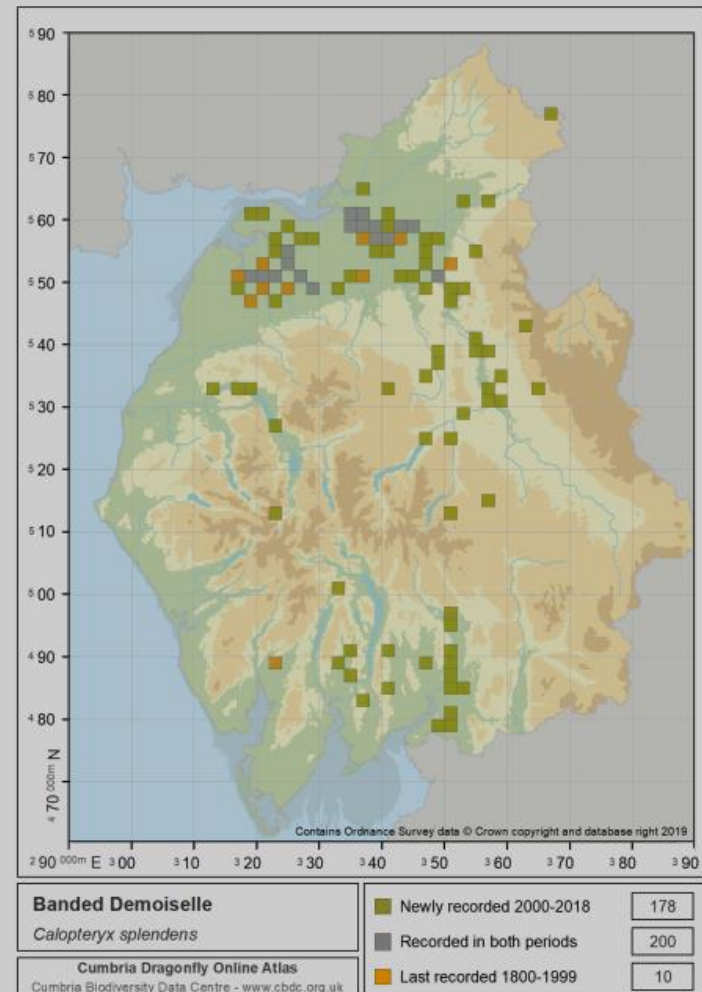 ⁵90
⁵80
⁵70
⁵60
⁵50
⁵40
⁵30
⁵20
⁵10
⁵00
⁴90
⁴80
⁴70 000m N
Contains Ordnance Survey data © Crown copyright and database right 2019
²90 000m E ³00 ³10 ³20 ³30 ³40 ³50 ³60 ³70 ³80 ³90
Banded Demoiselle
Calopteryx splendens
Cumbria Dragonfly Online Atlas
Cumbria Biodiversity Data Centre - www.cbdc.org.uk
Newly recorded 2000-2018 178
Recorded in both periods 200
Last recorded 1800-1999 10